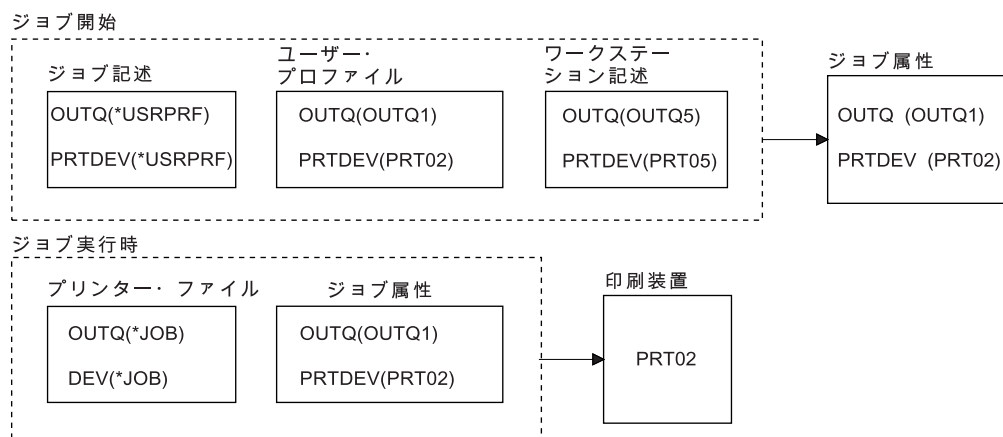 ジョブ開始
ジョブ記述
OUTQ(*USRPRF)
PRTDEV(*USRPRF)
ユーザー・
プロファイル
OUTQ(OUTQ1)
PRTDEV(PRT02)
ワークステー
ション記述
OUTQ(OUTQ5)
PRTDEV(PRT05)
ジョブ属性
OUTQ (OUTQ1)
PRTDEV (PRT02)
ジョブ実行時
プリンター・ファイル
OUTQ(*JOB)
DEV(*JOB)
ジョブ属性
OUTQ(OUTQ1)
PRTDEV(PRT02)
印刷装置
PRT02